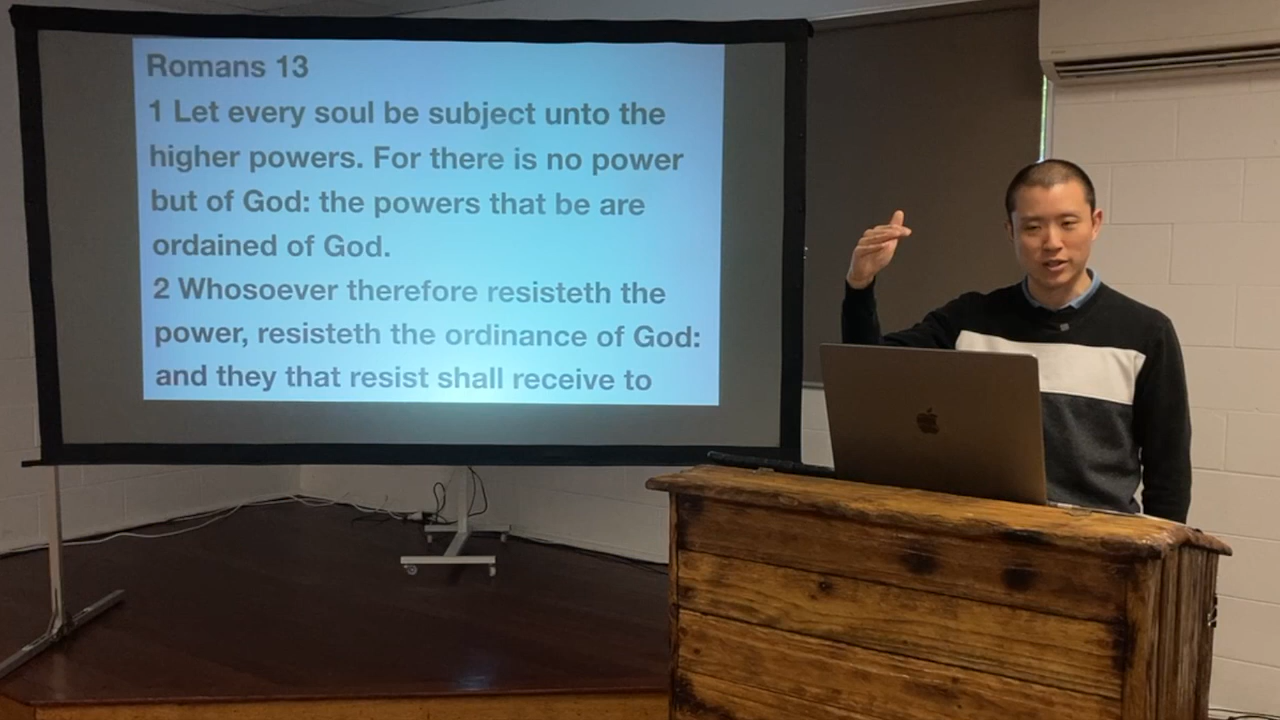 Romans 13
1 Let every soul be subject unto the
higher powers. For there is no power
but of God: the powers that be are
ordained of God.
2 Whosoever therefore resisteth the
power, resisteth the ordinance of God:
and they that resist shall receive to